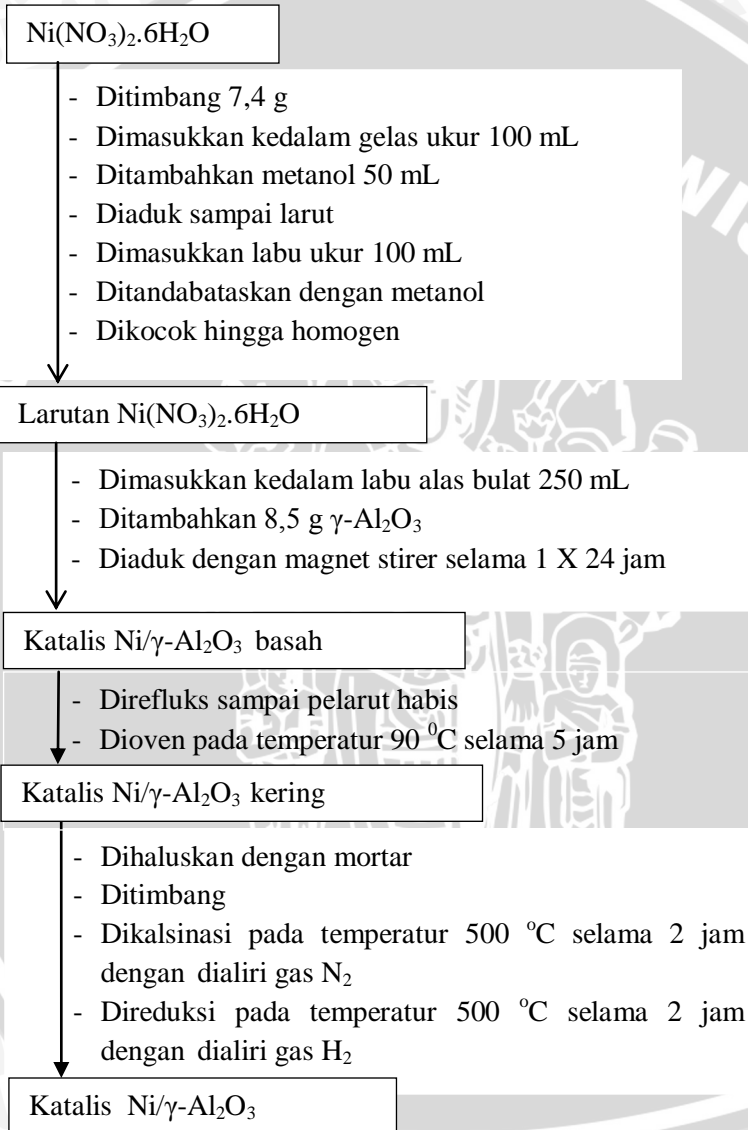 Ni(NO₃)₂.6H₂O
- Ditimbang 7,4 g
- Dimasukkan kedalam gelas ukur 100 mL
- Ditambahkan metanol 50 mL
- Diaduk sampai larut
- Dimasukkan labu ukur 100 mL
- Ditandabataskan dengan metanol
- Dikocok hingga homogen
Larutan Ni(NO₃)₂.6H₂O
- Dimasukkan kedalam labu alas bulat 250 mL
- Ditambahkan 8,5 g γ-Al₂O₃
- Diaduk dengan magnet stirer selama 1 X 24 jam
Katalis Ni/γ-Al₂O₃ basah
- Direfluks sampai pelarut habis
- Dioven pada temperatur 90 ⁰C selama 5 jam
Katalis Ni/γ-Al₂O₃ kering
- Dihaluskan dengan mortar
- Ditimbang
- Dikalsinasi pada temperatur 500 ᵒC selama 2 jam
dengan dialiri gas N₂
- Direduksi pada temperatur 500 ᵒC selama 2 jam
dengan dialiri gas H₂
Katalis Ni/γ-Al₂O₃